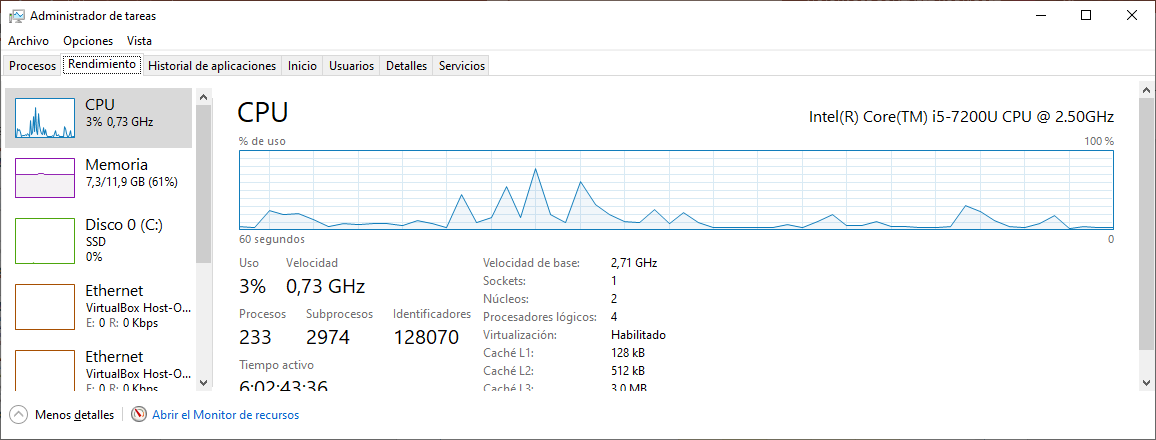 Administrador de tareas
Archivo Opciones Vista
Procesos Rendimiento Historial de aplicaciones Inicio Usuarios Detalles Servicios
CPU
3% 0,73 GHz
Memoria
7,3/11,9 GB (61%)
Disco 0 (C:)
SSD
0%
Ethernet
VirtualBox Host-O...
E: 0 R: 0 Kbps
Ethernet
VirtualBox Host-O...
E: 0 R: 0 Kbps
CPU
Intel(R) Core(TM) i5-7200U CPU @ 2.50GHz
% de uso 100 %
60 segundos 0
Uso Velocidad
3% 0,73 GHz
Procesos Subprocesos Identificadores
233 2974 128070
Tiempo activo
6:02:43:36
Velocidad de base: 2,71 GHz
Sockets: 1
Núcleos: 2
Procesadores lógicos: 4
Virtualización: Habilitado
Caché L1: 128 kB
Caché L2: 512 kB
Caché L3: 3,0 MB
Menos detalles Abrir el Monitor de recursos